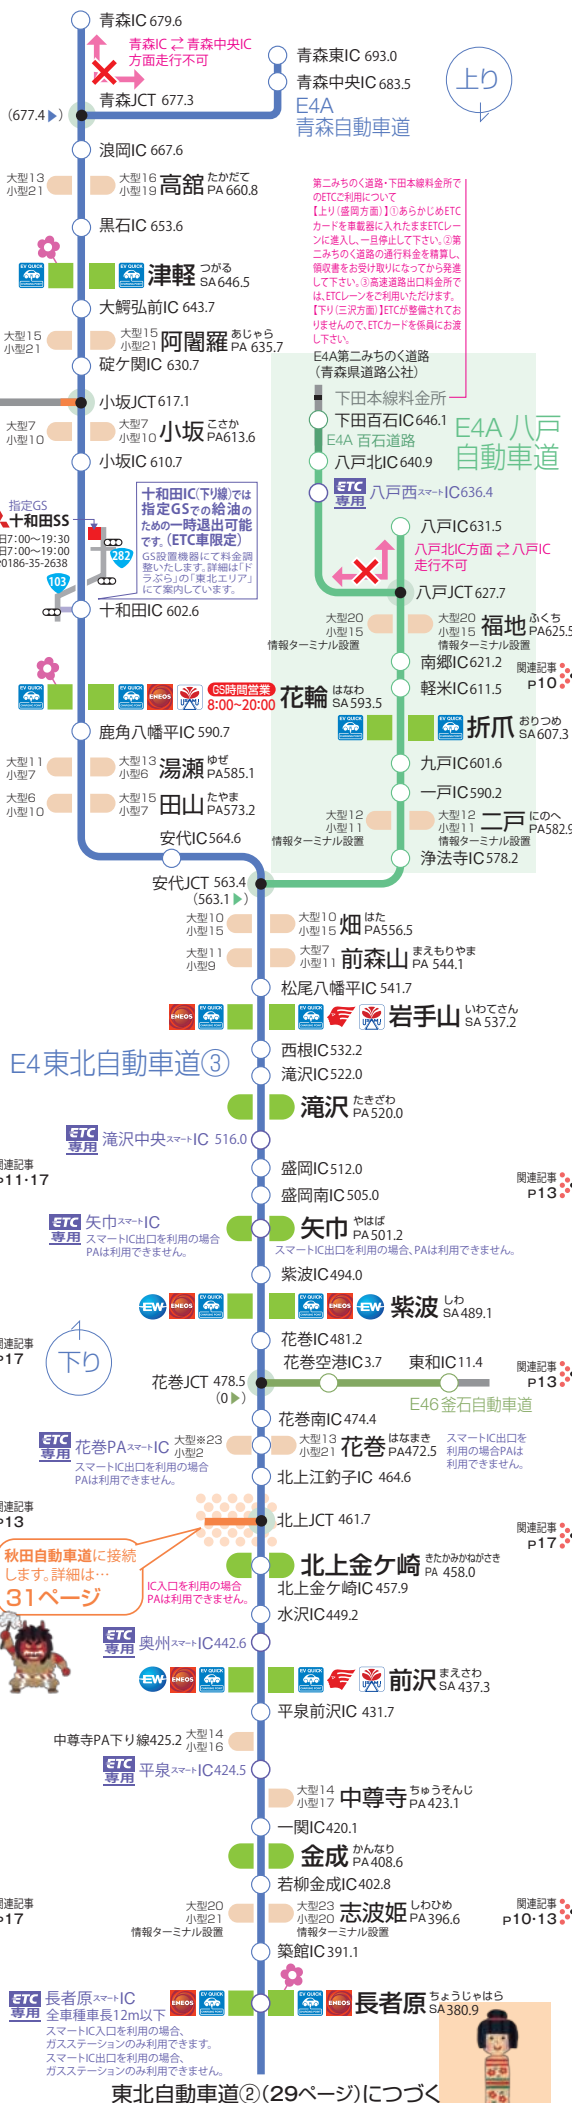 青森IC 679.6
青森IC ⇄ 青森中央IC
方面走行不可
青森東IC 693.0
青森中央IC 683.5
上り
E4A
青森自動車道
青森JCT 677.3
(677.4 ▶)
浪岡IC 667.6
大型13
小型21
大型16
小型19
高舘 たかだて
PA 660.8
黒石IC 653.6
津軽 つがる
SA 646.5
大鰐弘前IC 643.7
大型15
小型21
大型15
小型21
阿闍羅 あじゃら
PA 635.7
碇ケ関IC 630.7
小坂JCT 617.1
大型7
小型10
大型7
小型10
小坂 こさか
PA 613.6
小坂IC 610.7
第二みちのく道路・下田本線料金所で
のETCご利用について
【上り(盛岡方面)】①あらかじめETC
カードを車載器に入れたままETCレー
ンに進入し、一旦停止して下さい。②第
二みちのく道路の通行料金を精算し、
領収書をお受け取りになってから発進
して下さい。③高速道路出口料金所で
は、ETCレーンをご利用いただけます。
【下り(三沢方面)】ETCが整備されてお
りませんので、ETCカードを係員にお渡
し下さい。
E4A第二みちのく道路
(青森県道路公社)
下田本線料金所
下田百石IC 646.1
E4A 百石道路
E4A 八戸
自動車道
八戸北IC 640.9
ETC
専用
八戸西スマートIC 636.4
八戸IC 631.5
八戸北IC方面 ⇄ 八戸IC
走行不可
八戸JCT 627.7
指定GS
十和田SS
7:00〜19:30
7:00〜19:00
0186-35-2638
十和田IC(下り線)では
指定GSでの給油の
ための一時退出可能
です。(ETC車限定)
GS設置機器にて料金調
整いたします。詳細は「ド
ラぷら」の「東北エリア」
にて案内しています。
282
103
十和田IC 602.6
大型20
小型15
情報ターミナル設置
大型20
小型15
情報ターミナル設置
福地 ふくち
PA 625.5
南郷IC 621.2
関連記事
P10
軽米IC 611.5
EV QUICK
EV QUICK
ENEOS
GS時間営業
8:00〜20:00
花輪 はなわ
SA 593.5
折爪 おりつめ
SA 607.3
鹿角八幡平IC 590.7
九戸IC 601.6
大型11
小型7
大型13
小型6
湯瀬 ゆぜ
PA 585.1
一戸IC 590.2
大型6
小型10
大型15
小型7
田山 たやま
PA 573.2
大型12
小型11
情報ターミナル設置
大型12
小型11
情報ターミナル設置
二戸 にのへ
PA 582.9
安代IC 564.6
浄法寺IC 578.2
安代JCT 563.4
(563.1 ▶)
大型10
小型15
大型10
小型15
畑 はた
PA 556.5
大型11
小型9
大型7
小型11
前森山 まえもりやま
PA 544.1
松尾八幡平IC 541.7
ENEOS
岩手山 いわてさん
SA 537.2
E4 東北自動車道③
西根IC 532.2
滝沢IC 522.0
滝沢 たきざわ
PA 520.0
ETC
専用
滝沢中央スマートIC 516.0
盛岡IC 512.0
関連記事
P11・17
関連記事
P13
盛岡南IC 505.0
ETC
専用
矢巾スマートIC
スマートIC出口を利用の場合
PAは利用できません。
矢巾 やはば
PA 501.2
スマートIC出口を利用の場合、PAは利用できません。
紫波IC 494.0
EW
ENEOS
ENEOS
EW
紫波 しわ
SA 489.1
下り
関連記事
P17
花巻IC 481.2
花巻空港IC 3.7
東和IC 11.4
関連記事
P13
花巻JCT 478.5
(0 ▶)
E46 釜石自動車道
花巻南IC 474.4
ETC
専用
花巻PAスマートIC
スマートIC出口を利用の場合
PAは利用できません。
大型※23
小型2
大型13
小型21
花巻 はなまき
PA 472.5
スマートIC出口を
利用の場合PAは
利用できません。
北上江釣子IC 464.6
関連記事
P13
北上JCT 461.7
関連記事
P17
秋田自動車道に接続
します。詳細は…
31ページ
IC入口を利用の場合
PAは利用できません。
北上金ケ崎 きたかみかねがさき
PA 458.0
北上金ケ崎IC 457.9
水沢IC 449.2
ETC
専用
奥州スマートIC 442.6
EW
ENEOS
前沢 まえさわ
SA 437.3
平泉前沢IC 431.7
中尊寺PA下り線 425.2
大型14
小型16
ETC
専用
平泉スマートIC 424.5
大型14
小型17
中尊寺 ちゅうそんじ
PA 423.1
一関IC 420.1
金成 かんなり
PA 408.6
若柳金成IC 402.8
関連記事
P17
大型20
小型21
情報ターミナル設置
大型23
小型20
情報ターミナル設置
志波姫 しわひめ
PA 396.6
関連記事
P10・13
築館IC 391.1
ETC
専用
長者原スマートIC
全車種車長12m以下
スマートIC入口を利用の場合、
ガスステーションのみ利用できます。
スマートIC出口を利用の場合、
ガスステーションのみ利用できません。
ENEOS
ENEOS
長者原 ちょうじゃはら
SA 380.9
東北自動車道②(29ページ)につづく